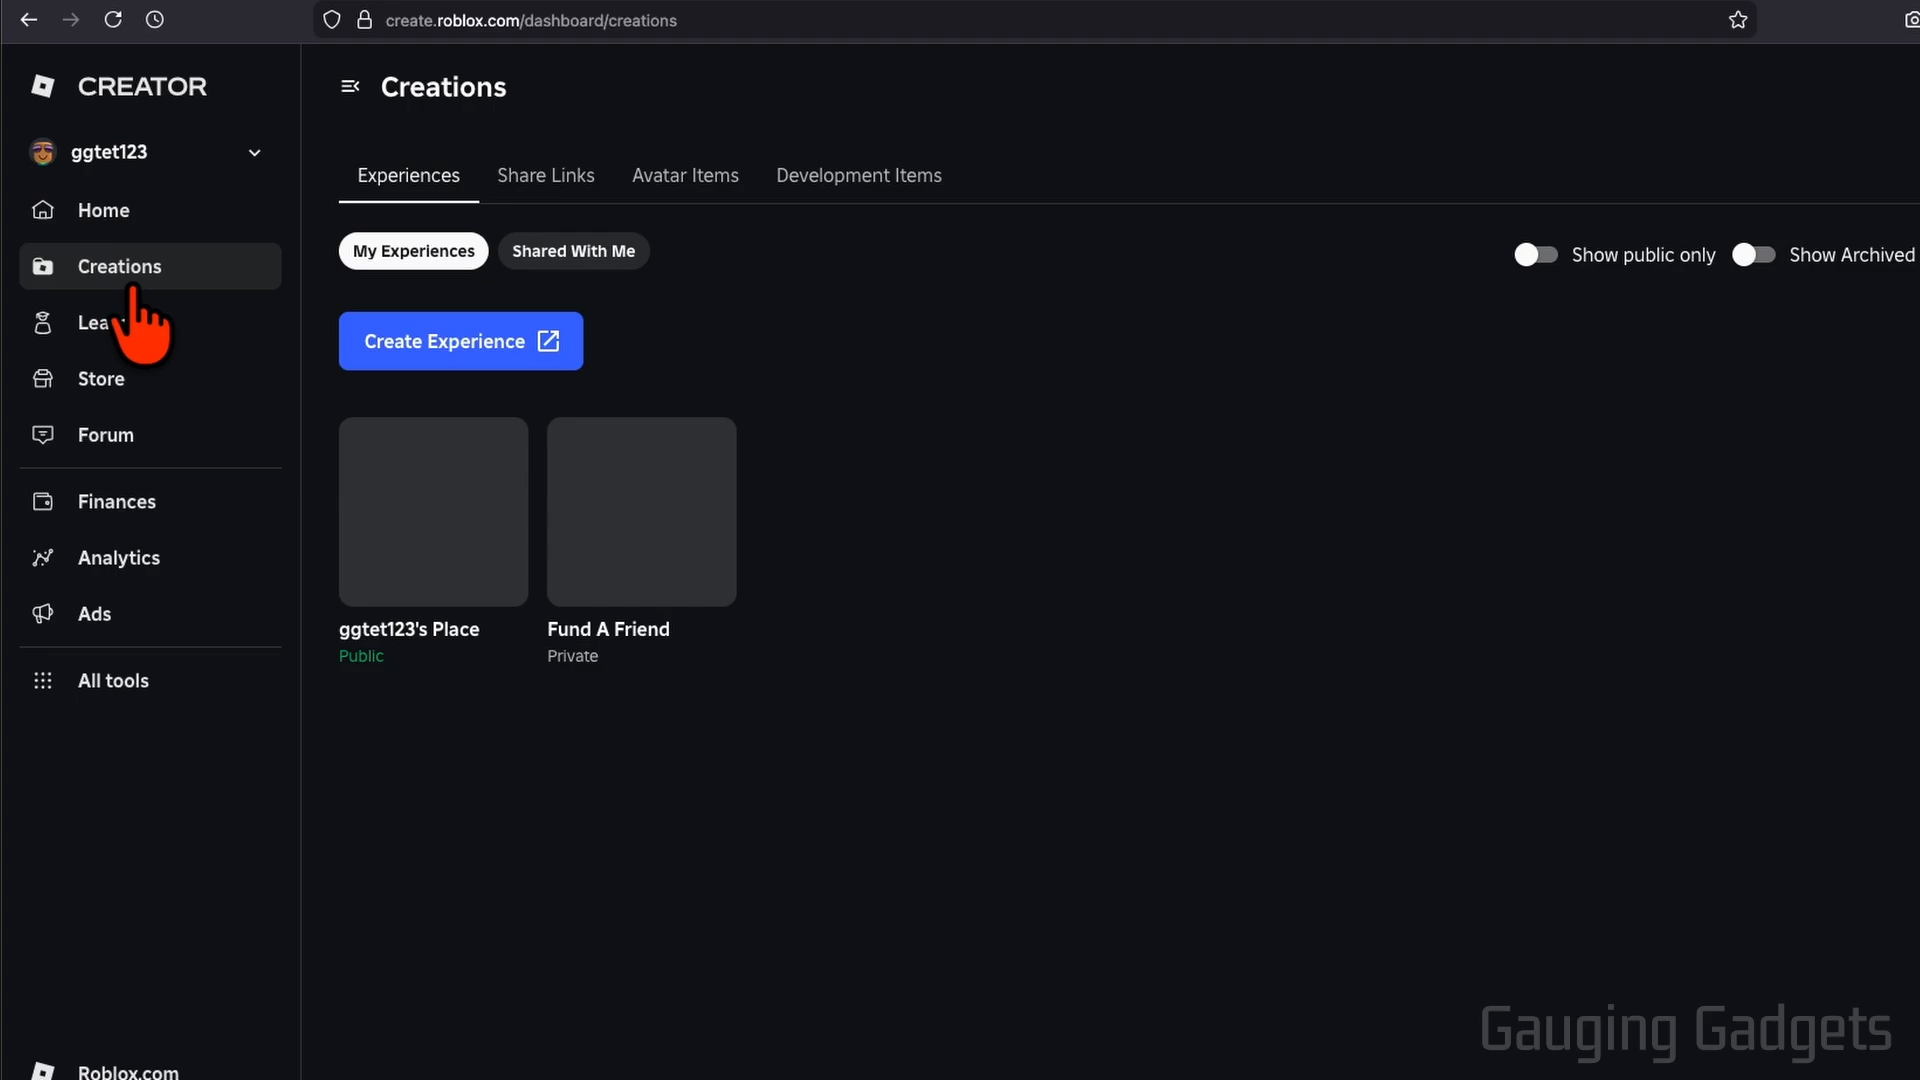 create.roblox.com/dashboard/creations
CREATOR
ggtet123
Home
Creations
Lea
Store
Forum
Finances
Analytics
Ads
All tools
Roblox.com
Creations
Experiences Share Links Avatar Items Development Items
My Experiences Shared With Me
Show public only Show Archived
Create Experience
ggtet123's Place
Public
Fund A Friend
Private
Gauging Gadgets